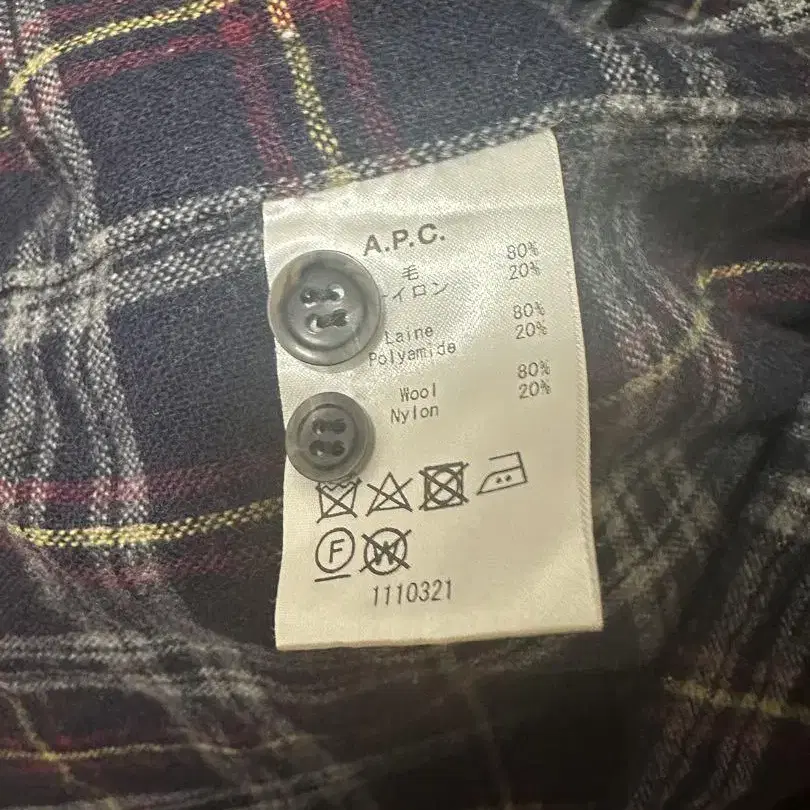 A.P.C.
毛 80%
イロン 20%
Laine 80%
Polyamide 20%
Wool 80%
Nylon 20%
F W
1110321